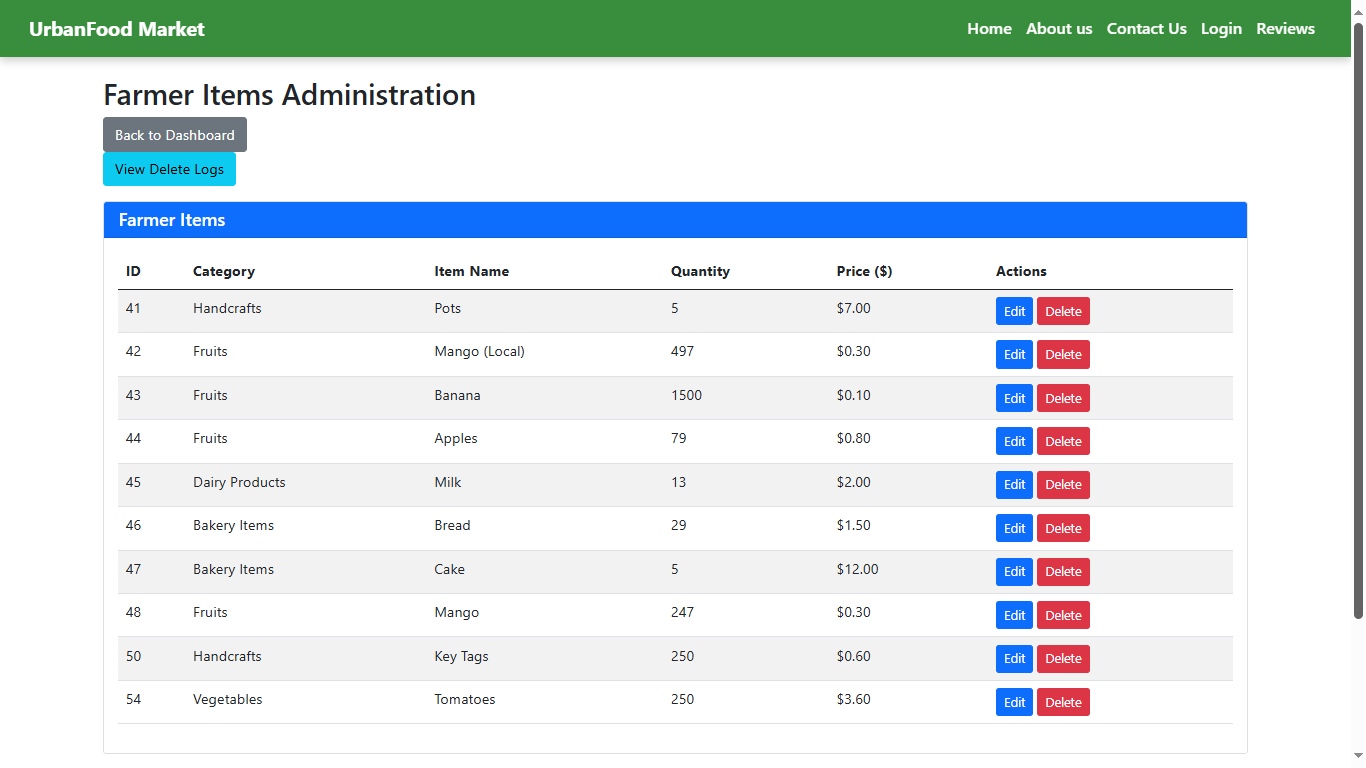 UrbanFood Market Home About us Contact Us Login Reviews
Farmer Items Administration
Back to Dashboard
View Delete Logs
Farmer Items
ID Category Item Name Quantity Price ($) Actions
41 Handcrafts Pots 5 $7.00 Edit Delete
42 Fruits Mango (Local) 497 $0.30 Edit Delete
43 Fruits Banana 1500 $0.10 Edit Delete
44 Fruits Apples 79 $0.80 Edit Delete
45 Dairy Products Milk 13 $2.00 Edit Delete
46 Bakery Items Bread 29 $1.50 Edit Delete
47 Bakery Items Cake 5 $12.00 Edit Delete
48 Fruits Mango 247 $0.30 Edit Delete
50 Handcrafts Key Tags 250 $0.60 Edit Delete
54 Vegetables Tomatoes 250 $3.60 Edit Delete